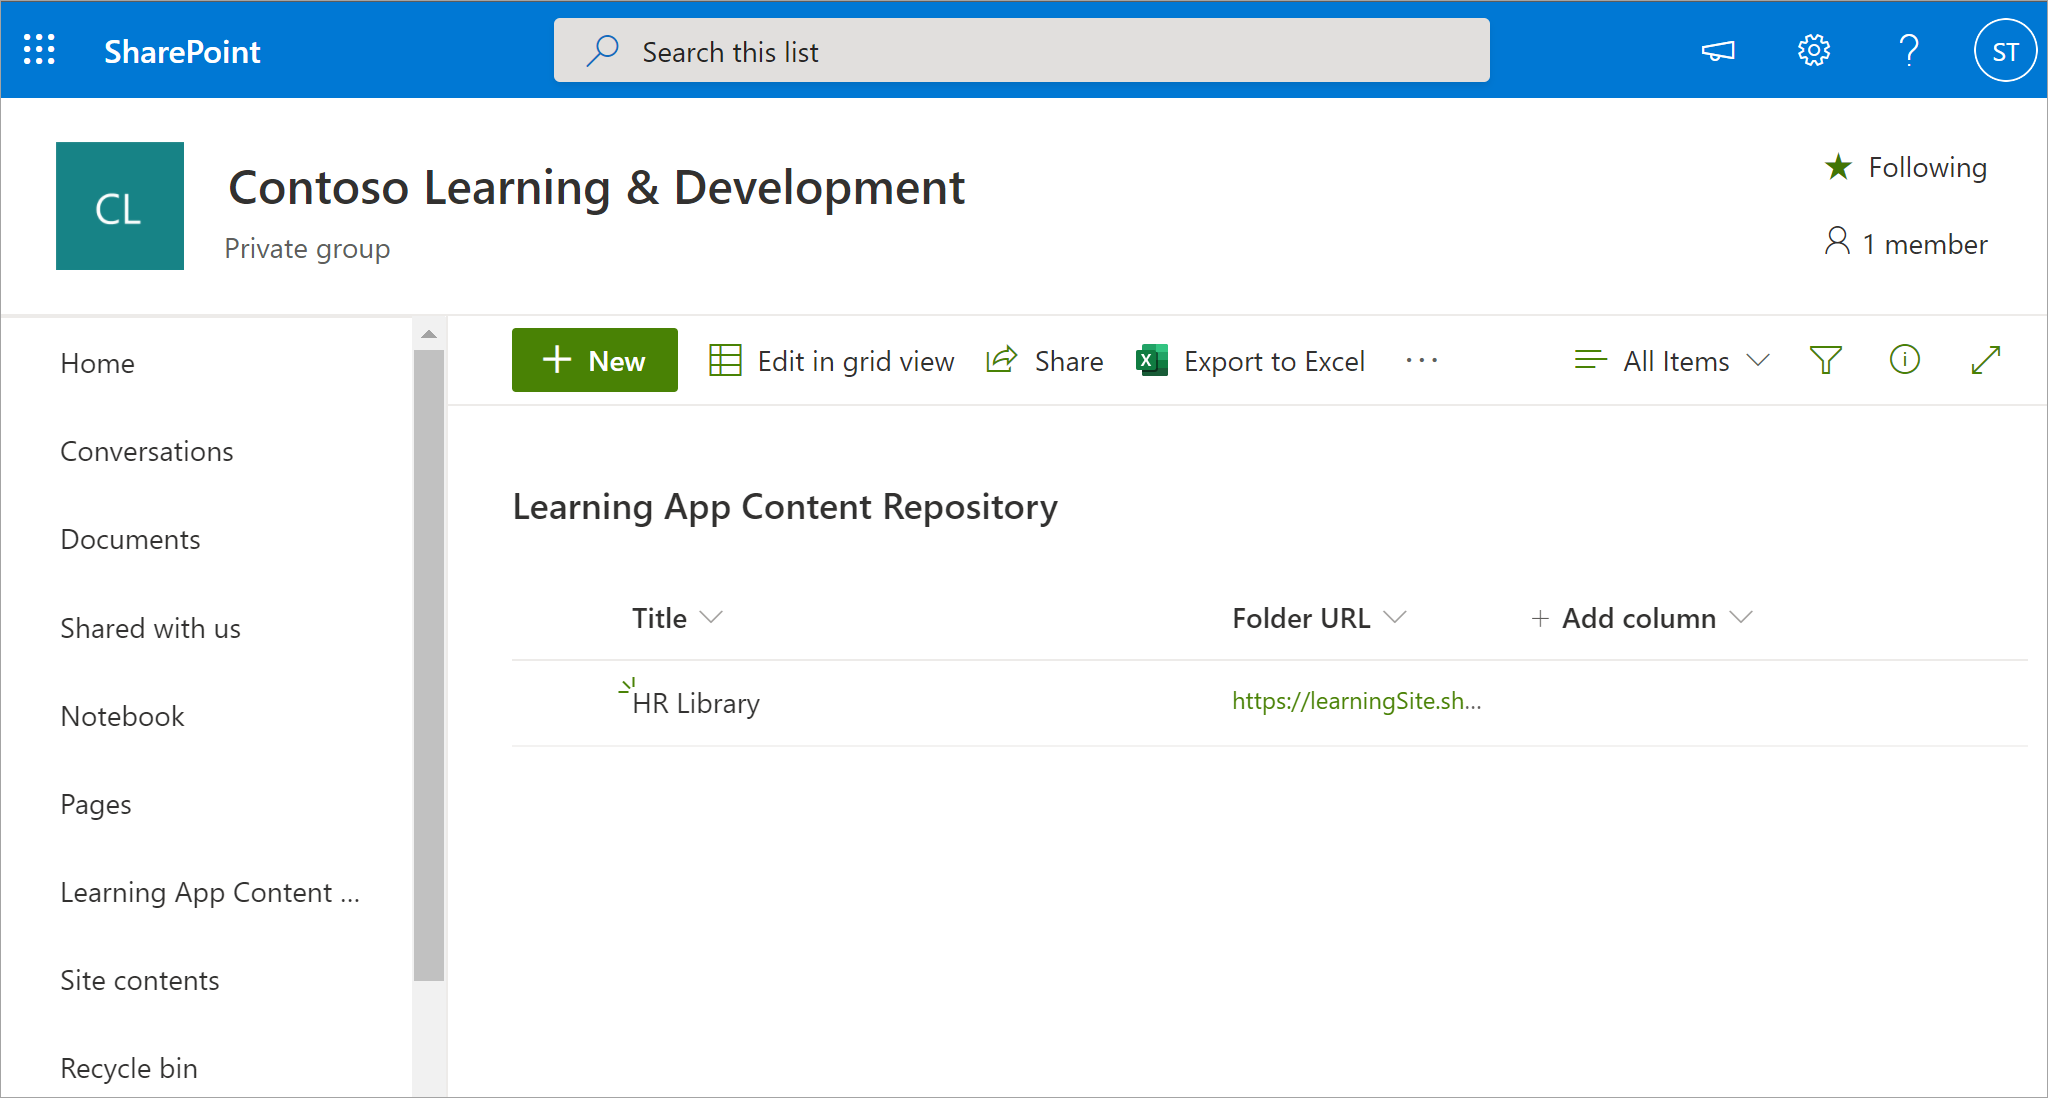 SharePoint
Search this list
ST
CL
Contoso Learning & Development
Private group
Following
1 member
Home
Conversations
Documents
Shared with us
Notebook
Pages
Learning App Content ...
Site contents
Recycle bin
+ New
Edit in grid view
Share
Export to Excel
···
All Items
Learning App Content Repository
Title
Folder URL
+ Add column
HR Library
https://learningSite.sh...